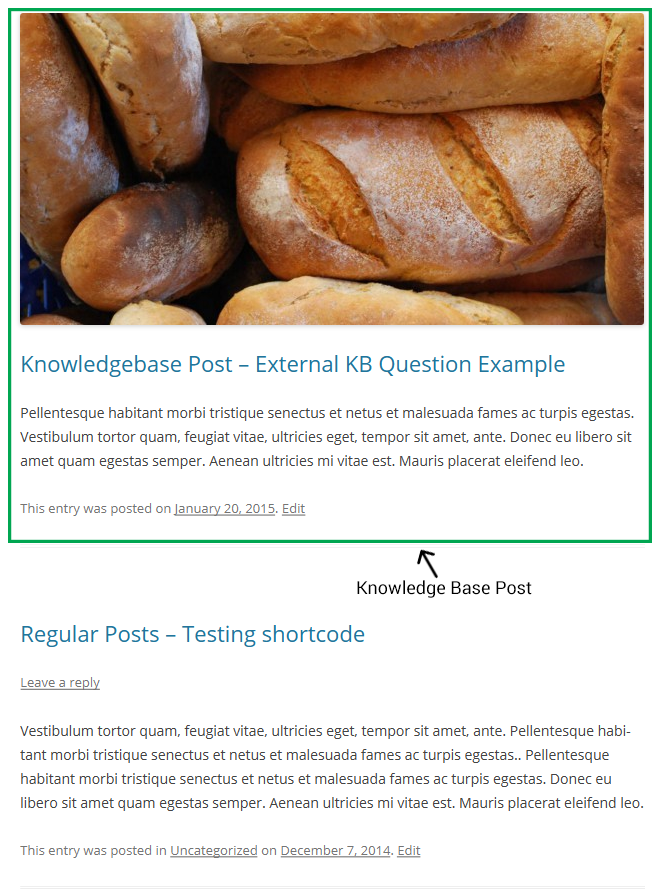 Knowledgebase Post – External KB Question Example
Pellentesque habitant morbi tristique senectus et netus et malesuada fames ac turpis egestas.
Vestibulum tortor quam, feugiat vitae, ultricies eget, tempor sit amet, ante. Donec eu libero sit
amet quam egestas semper. Aenean ultricies mi vitae est. Mauris placerat eleifend leo.
This entry was posted on January 20, 2015. Edit
Knowledge Base Post
Regular Posts – Testing shortcode
Leave a reply
Vestibulum tortor quam, feugiat vitae, ultricies eget, tempor sit amet, ante. Pellentesque habi-
tant morbi tristique senectus et netus et malesuada fames ac turpis egestas.. Pellentesque
habitant morbi tristique senectus et netus et malesuada fames ac turpis egestas. Donec eu
libero sit amet quam egestas semper. Aenean ultricies mi vitae est. Mauris placerat eleifend leo.
This entry was posted in Uncategorized on December 7, 2014. Edit